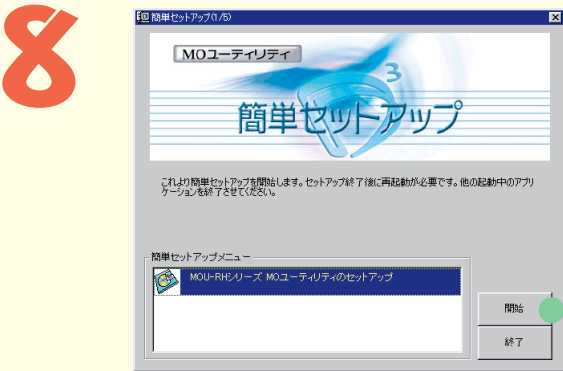 8
簡単セットアップ(1/5)
MOユーティリティ
3
簡単セットアップ
これより簡単セットアップを開始します。セットアップ終了後に再起動が必要です。他の起動中のアプリ
ケーションを終了させてください。
簡単セットアップメニュー
MOU-RHシリーズ MOユーティリティのセットアップ
開始
終了